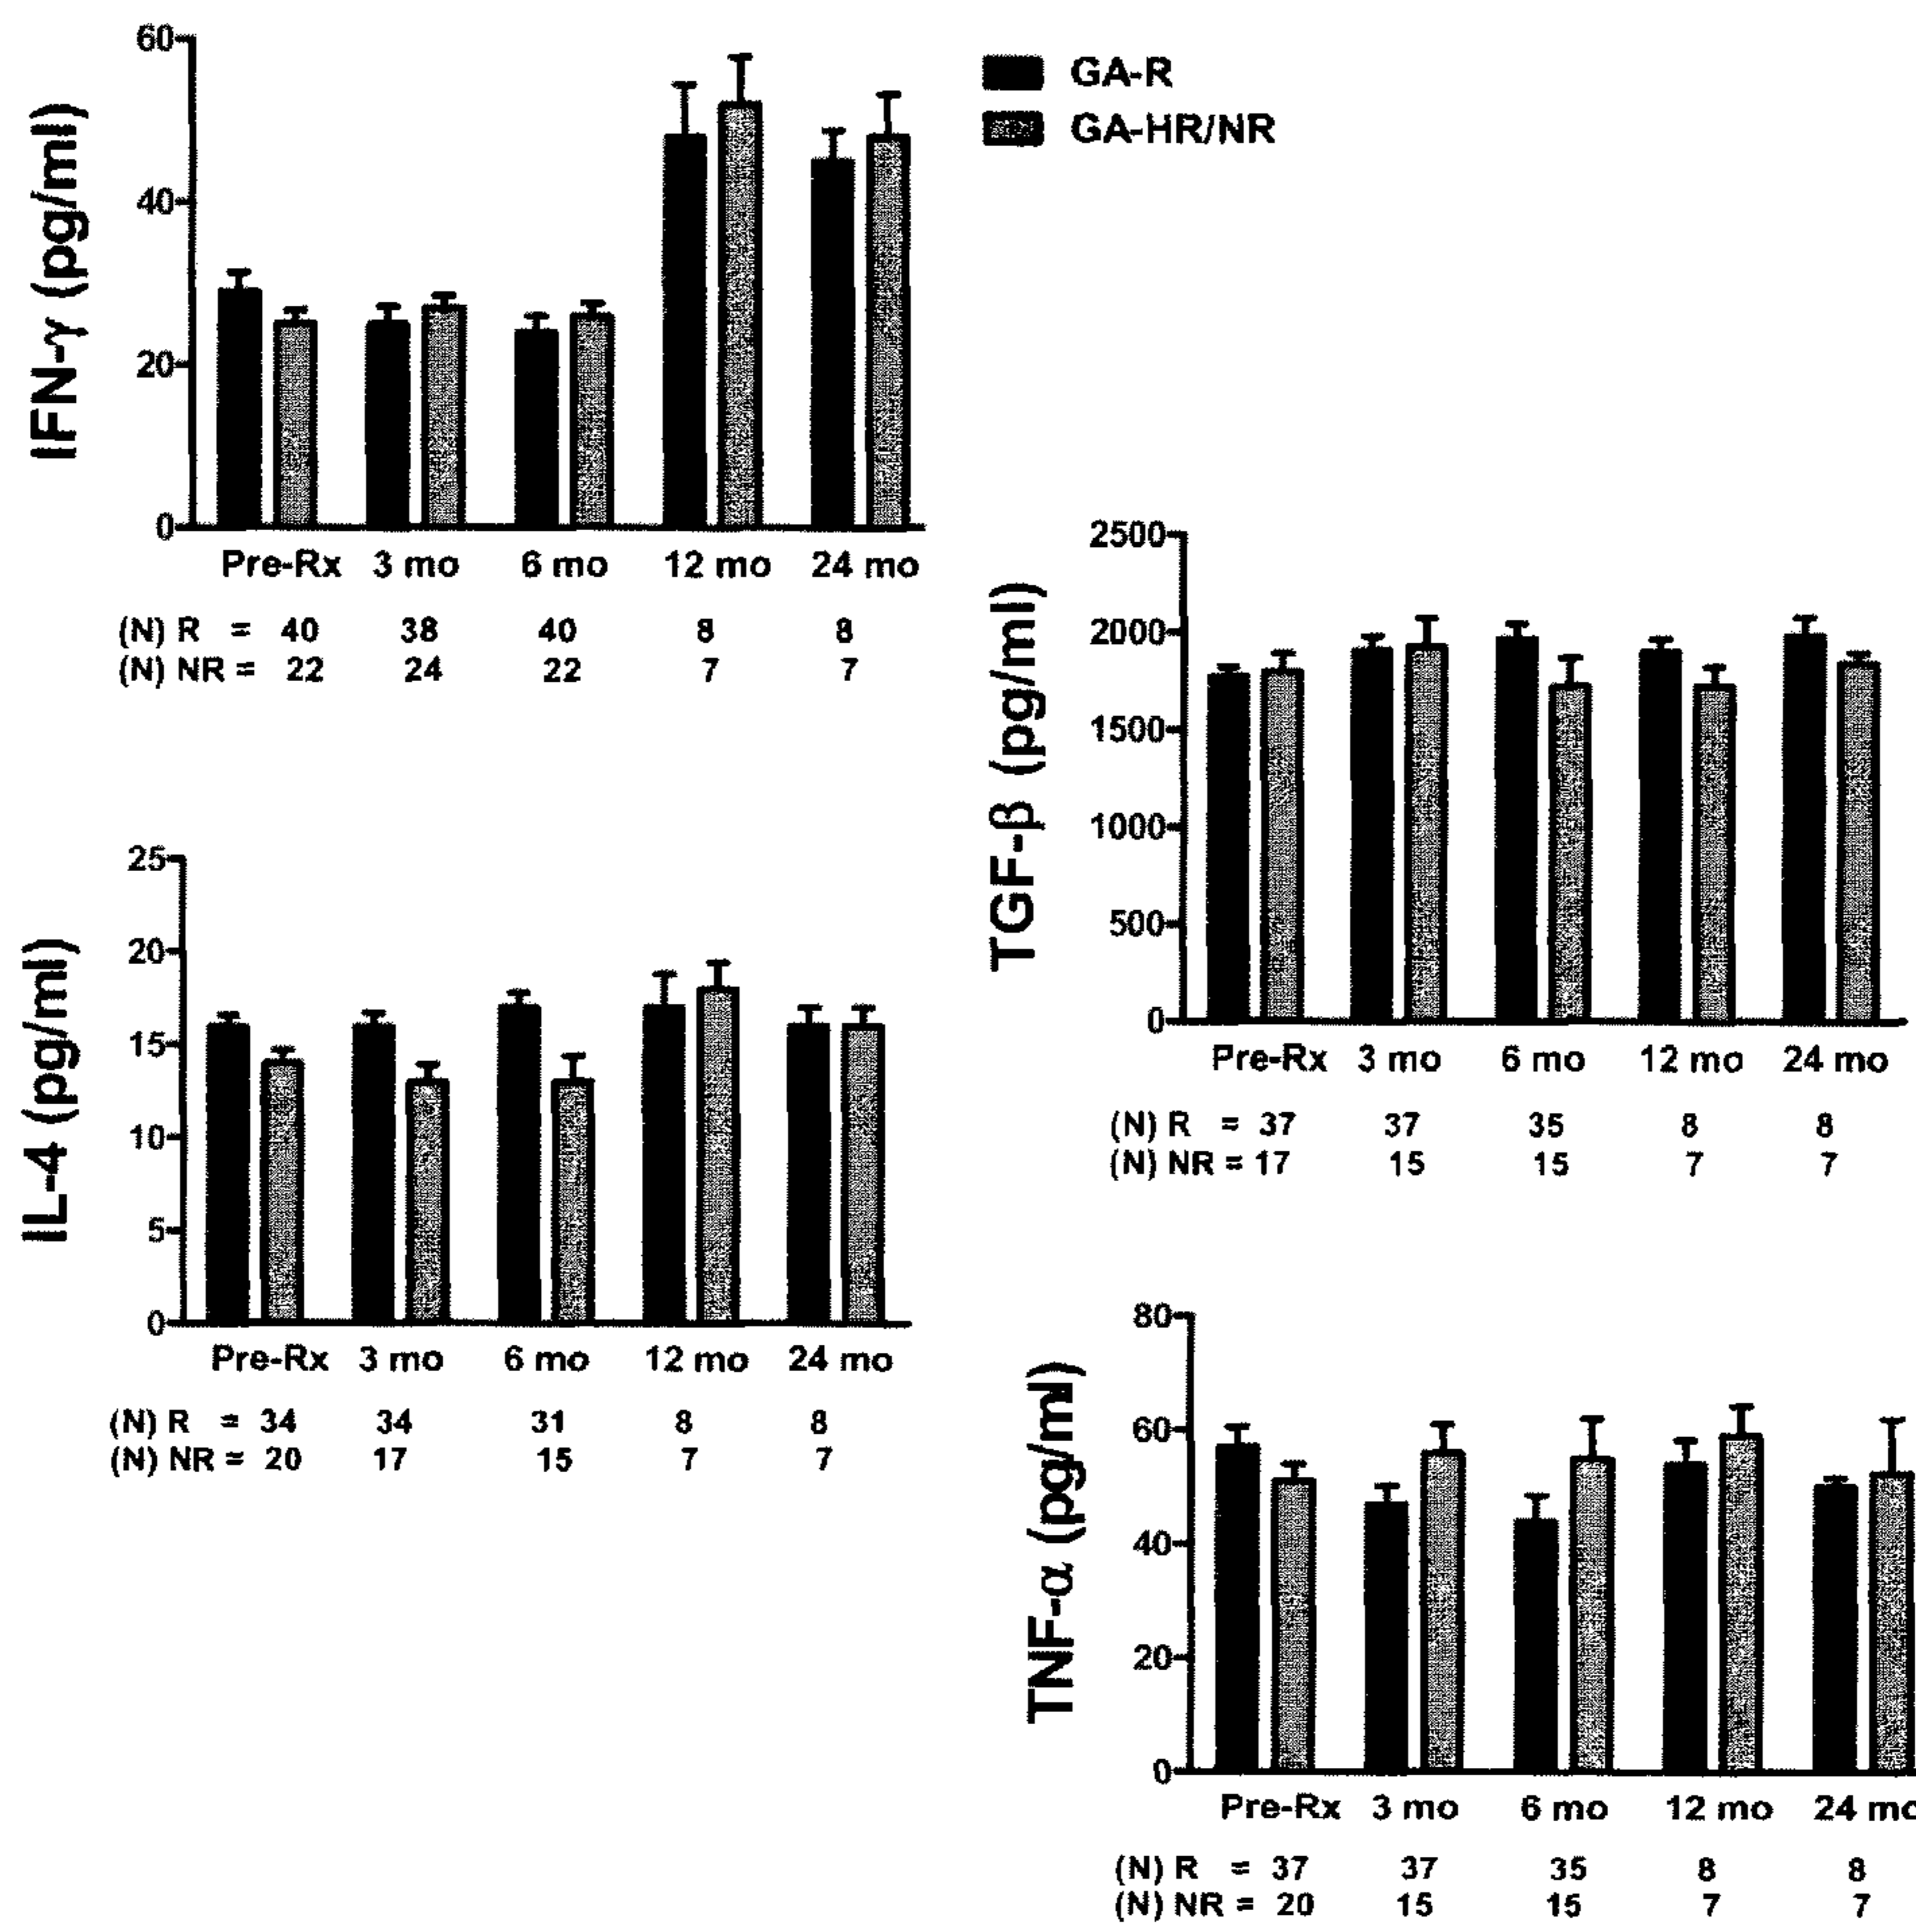 GA-R
GA-HR/NR
IFN-γ (pg/ml)
60
40
20
0
Pre-Rx 3 mo 6 mo 12 mo 24 mo
(N) R = 40 38 40 8 8
(N) NR = 22 24 22 7 7
IL-4 (pg/ml)
25
20
15
10
5
0
Pre-Rx 3 mo 6 mo 12 mo 24 mo
(N) R = 34 34 31 8 8
(N) NR = 20 17 15 7 7
TGF-β (pg/ml)
2500
2000
1500
1000
500
0
Pre-Rx 3 mo 6 mo 12 mo 24 mo
(N) R = 37 37 35 8 8
(N) NR = 17 15 15 7 7
TNF-α (pg/ml)
80
60
40
20
0
Pre-Rx 3 mo 6 mo 12 mo 24 mo
(N) R = 37 37 35 8 8
(N) NR = 20 15 15 7 7